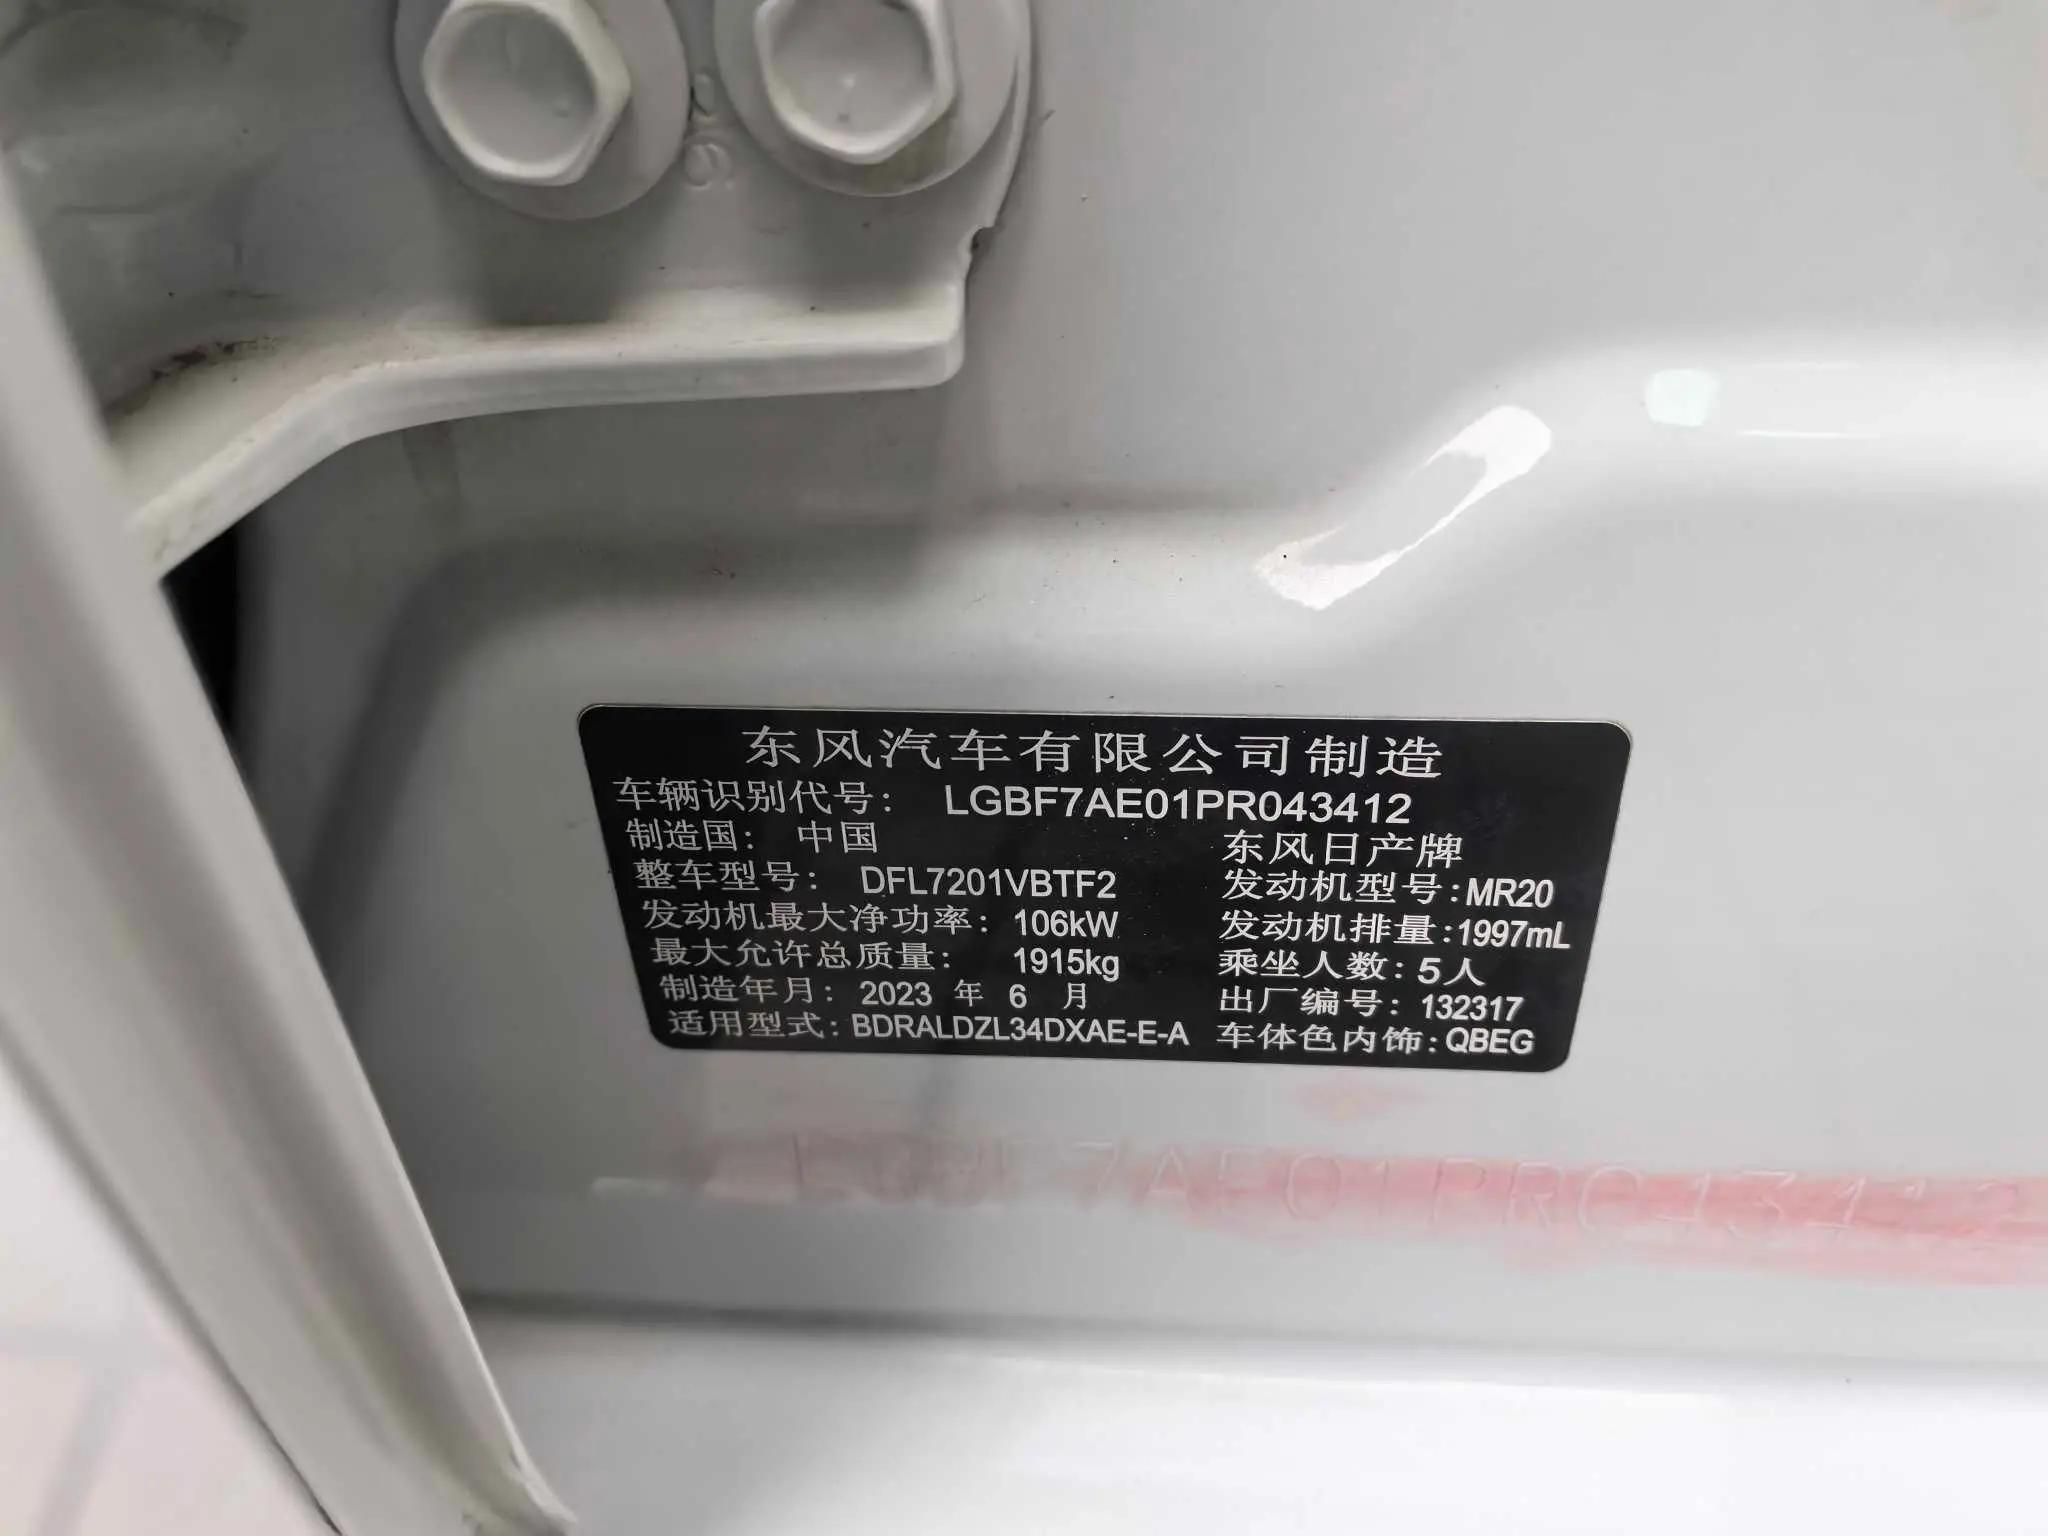 东风汽车有限公司制造
车辆识别代号： LGBF7AE01PR043412
制造国： 中国 东风日产牌
整车型号： DFL7201VBTF2 发动机型号:MR20
发动机最大净功率: 106kW 发动机排量:1997mL
最大允许总质量: 1915kg 乘坐人数: 5人
制造年月: 2023 年 6 月 出厂编号: 132317
适用型式: BDRALDZL34DXAE-E-A 车体色内饰:QBEG
LGBF7AE01PR043412